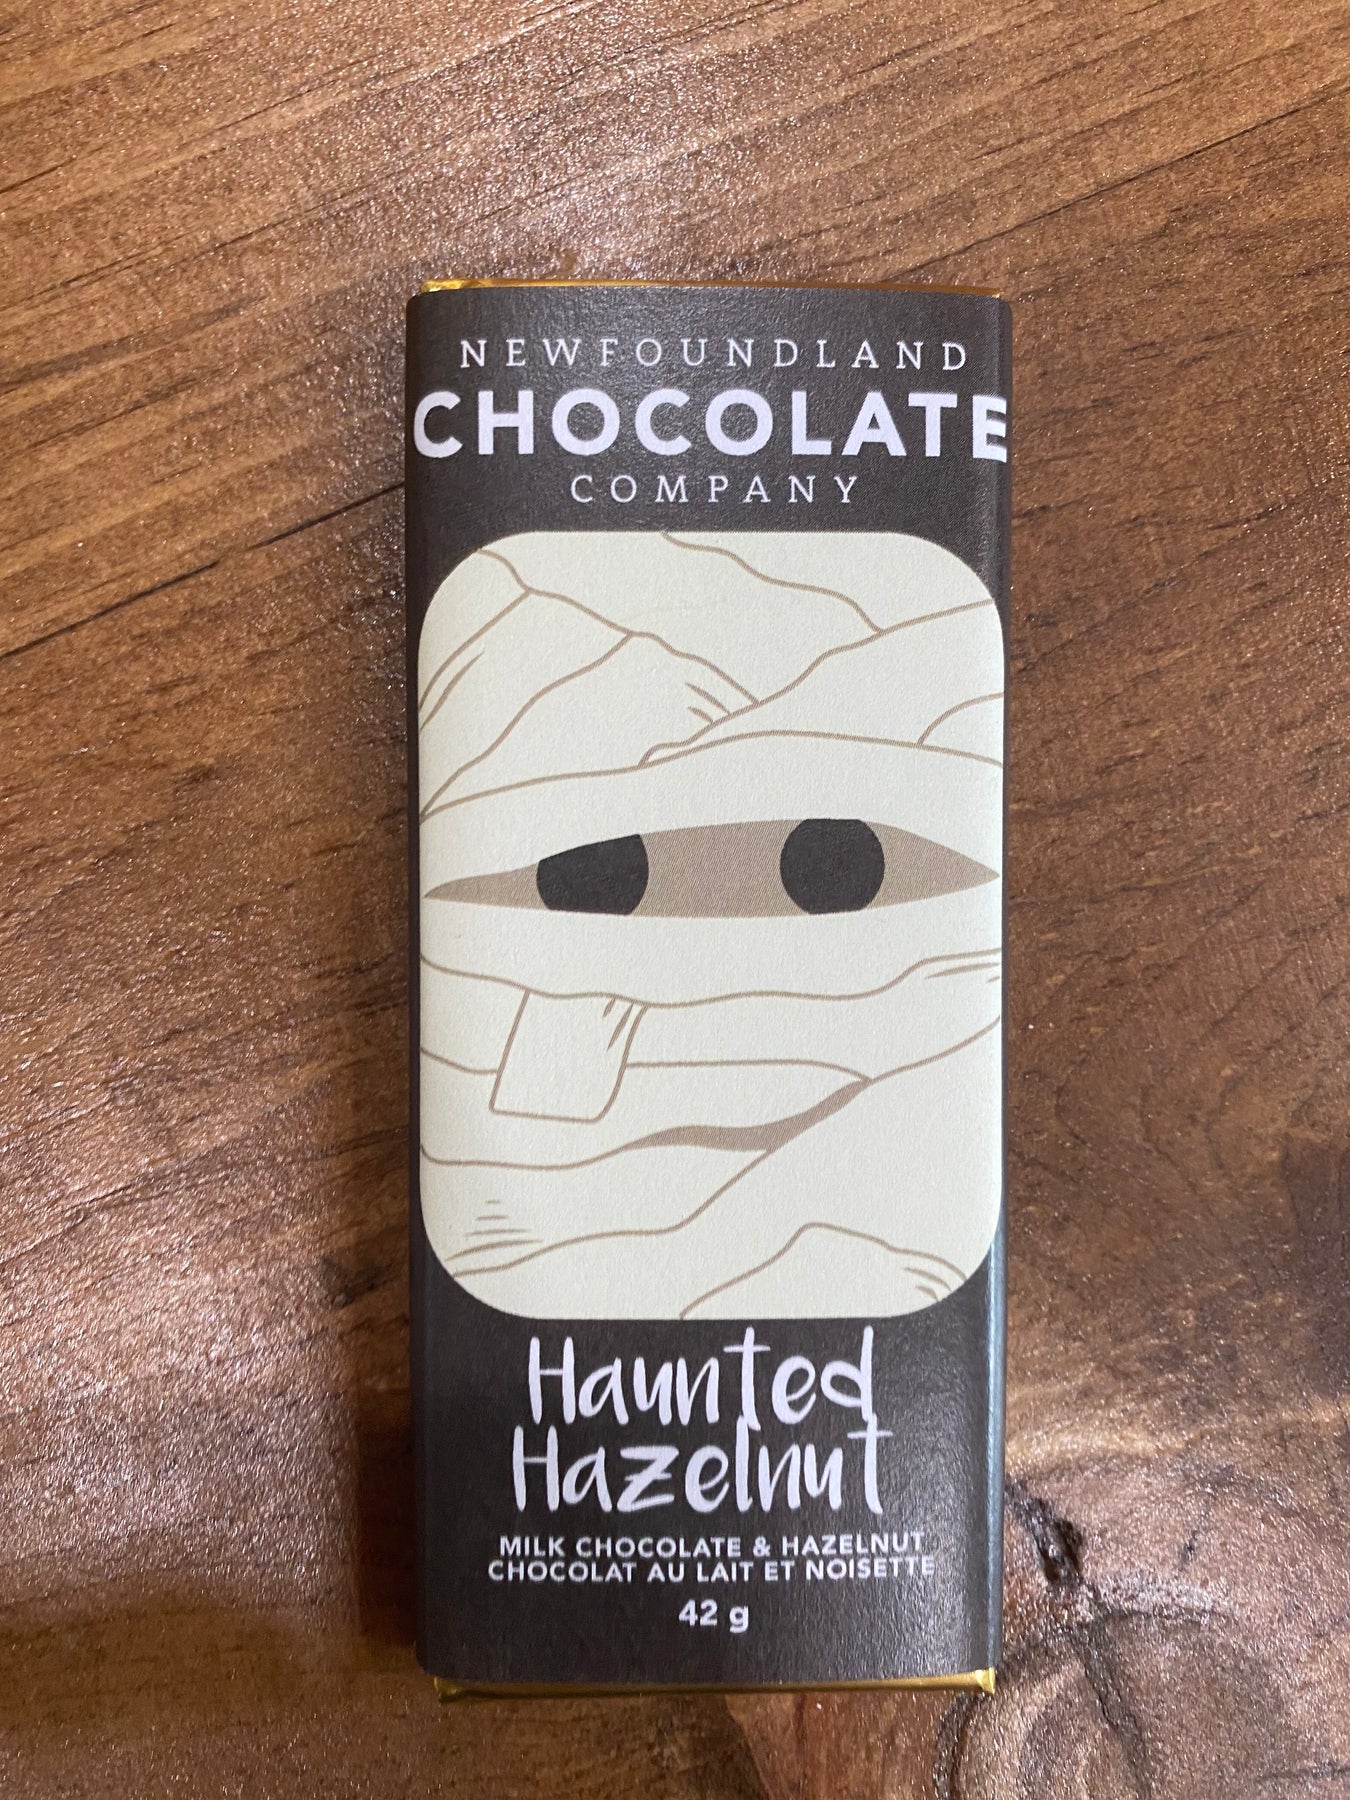 NEWFOUNDLAND
CHOCOLATE
COMPANY
Haunted
Hazelnut
MILK CHOCOLATE & HAZELNUT
CHOCOLAT AU LAIT ET NOISETTE
42 g